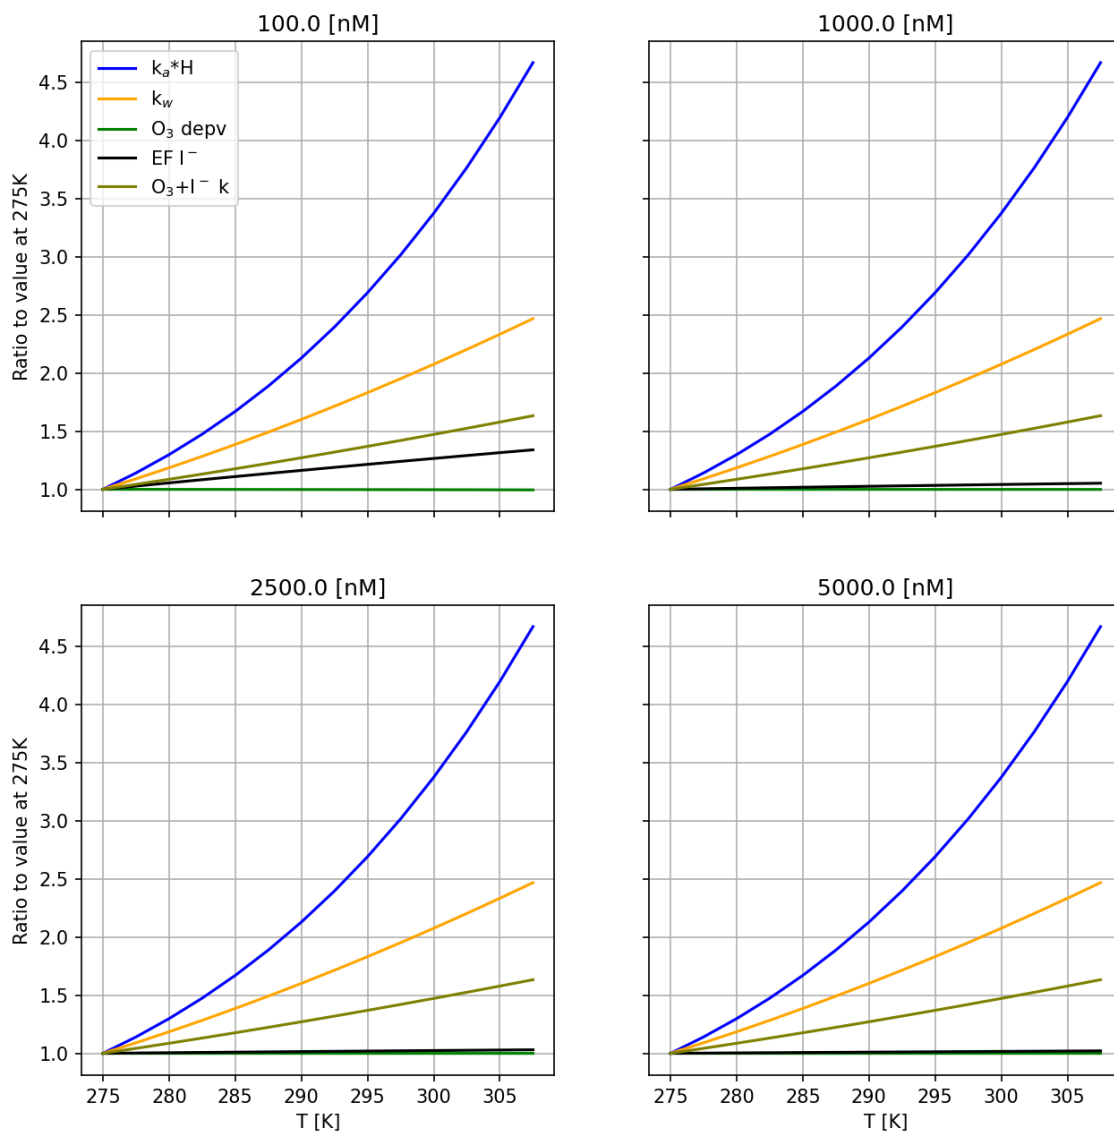 100.0 [nM]
1000.0 [nM]
k_a*H
k_w
O₃ depv
EF I⁻
O₃+I⁻ k
4.5
4.0
3.5
3.0
2.5
2.0
1.5
1.0
Ratio to value at 275K
2500.0 [nM]
5000.0 [nM]
4.5
4.0
3.5
3.0
2.5
2.0
1.5
1.0
Ratio to value at 275K
275 280 285 290 295 300 305
275 280 285 290 295 300 305
T [K]
T [K]